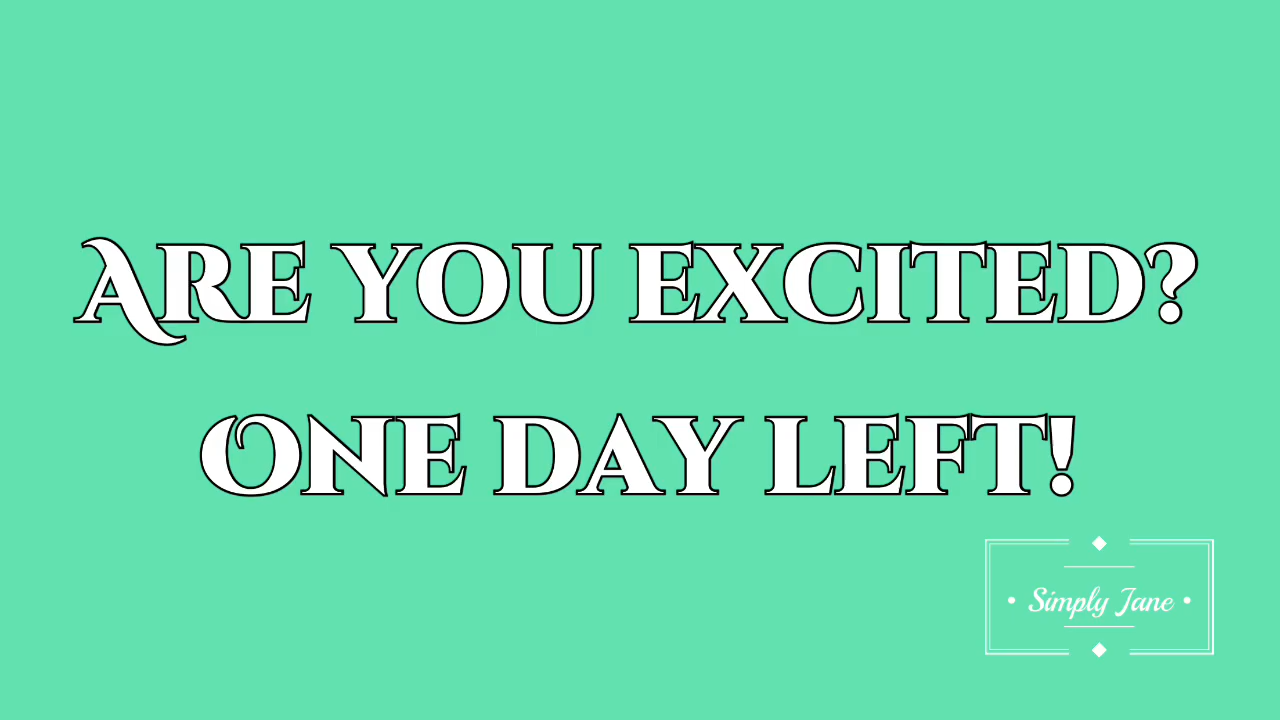 Are you excited?
One day left!
• Simply Jane •